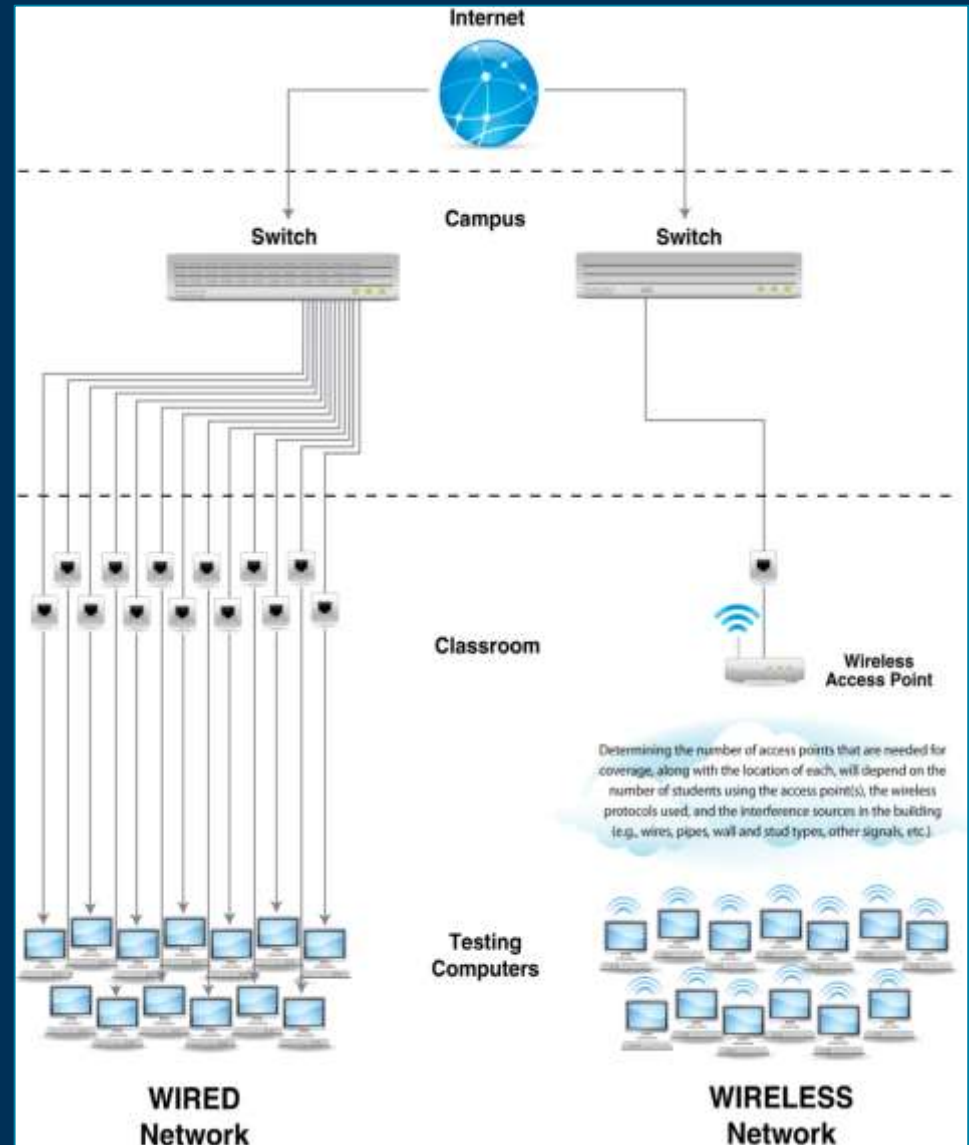 Internet
Campus
Switch
Switch
Classroom
Wireless
Access Point
Determining the number of access points that are needed for
coverage, along with the location of each, will depend on the
number of students using the access point(s), the wireless
protocols used, and the interference sources in the building
(e.g., wires, pipes, wall and stud types, other signals, etc.)
Testing
Computers
WIRED
Network
WIRELESS
Network